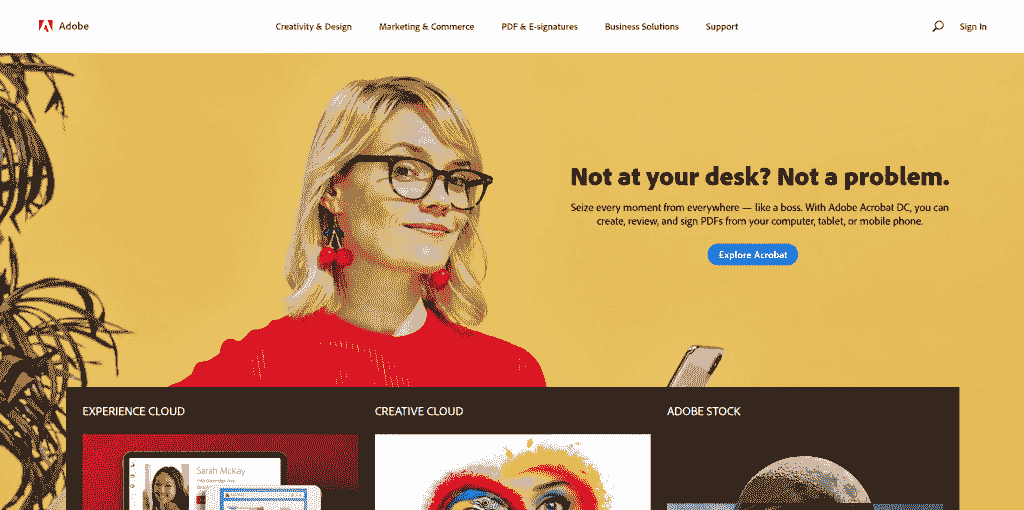 Adobe
Creativity & Design
Marketing & Commerce
PDF & E-signatures
Business Solutions
Support
Sign In
Not at your desk? Not a problem.
Seize every moment from everywhere — like a boss. With Adobe Acrobat DC, you can
create, review, and sign PDFs from your computer, tablet, or mobile phone.
Explore Acrobat
EXPERIENCE CLOUD
CREATIVE CLOUD
ADOBE STOCK
Sarah McKay